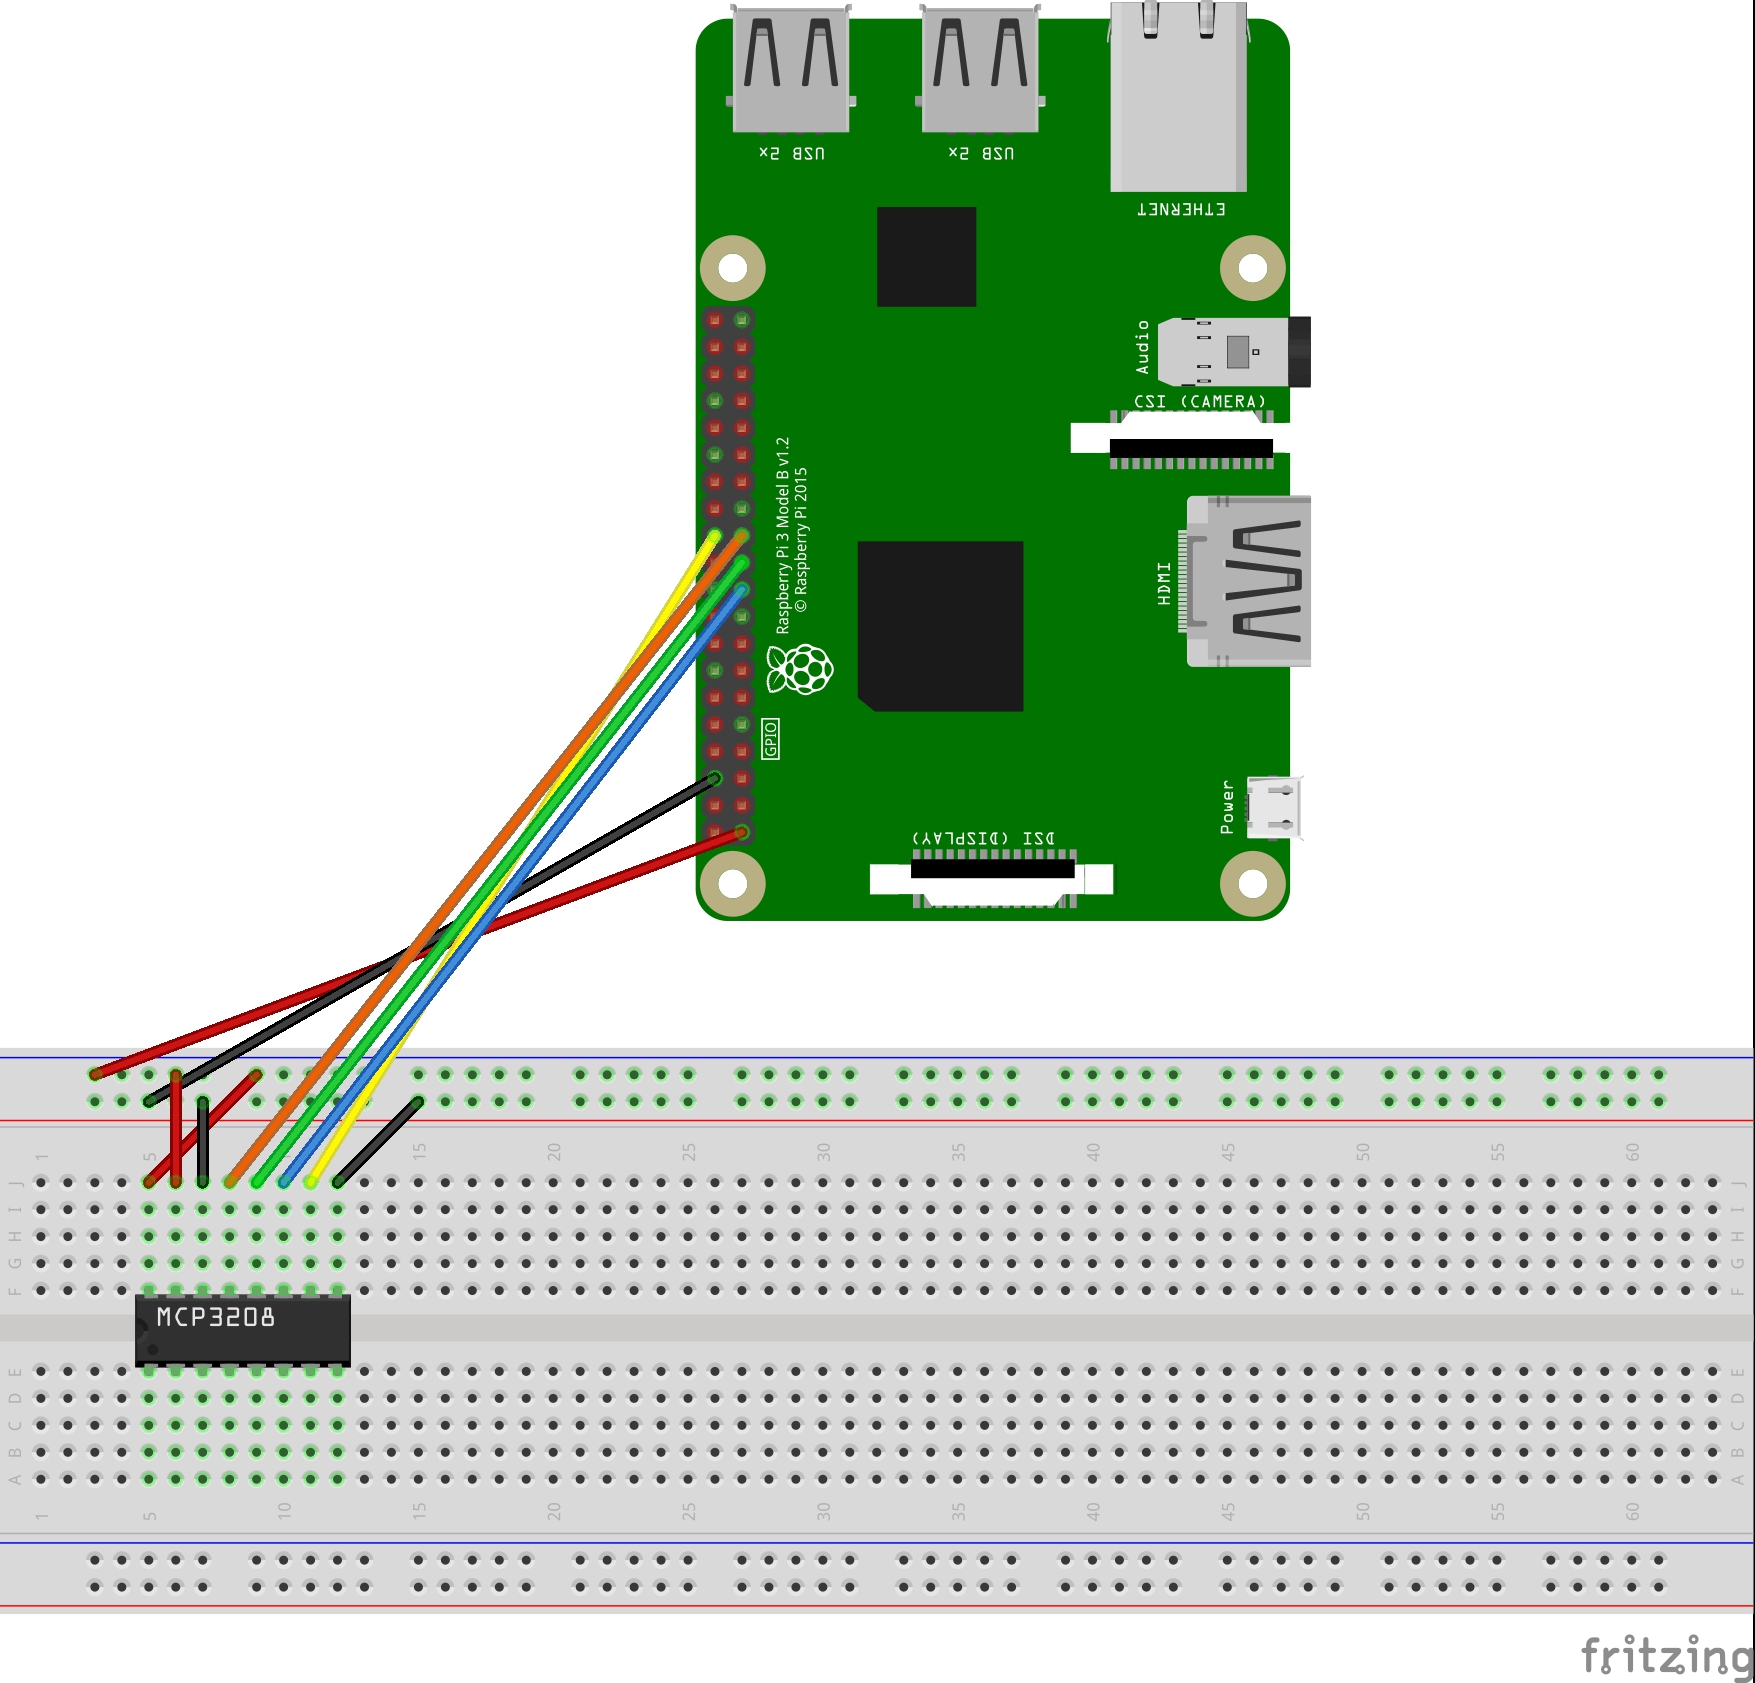 USB 2x
USB 2x
ETHERNET
Audio
CSI (CAMERA)
Raspberry Pi 3 Model B v1.2
© Raspberry Pi 2015
HDMI
GPIO
Power
DSI (DISPLAY)
1 5 15 20 25 30 35 40 45 50 55 60
J J
I I
H H
G G
F F
MCP3208
E E
D D
C C
B B
A A
1 5 10 15 20 25 30 35 40 45 50 55 60
fritzing